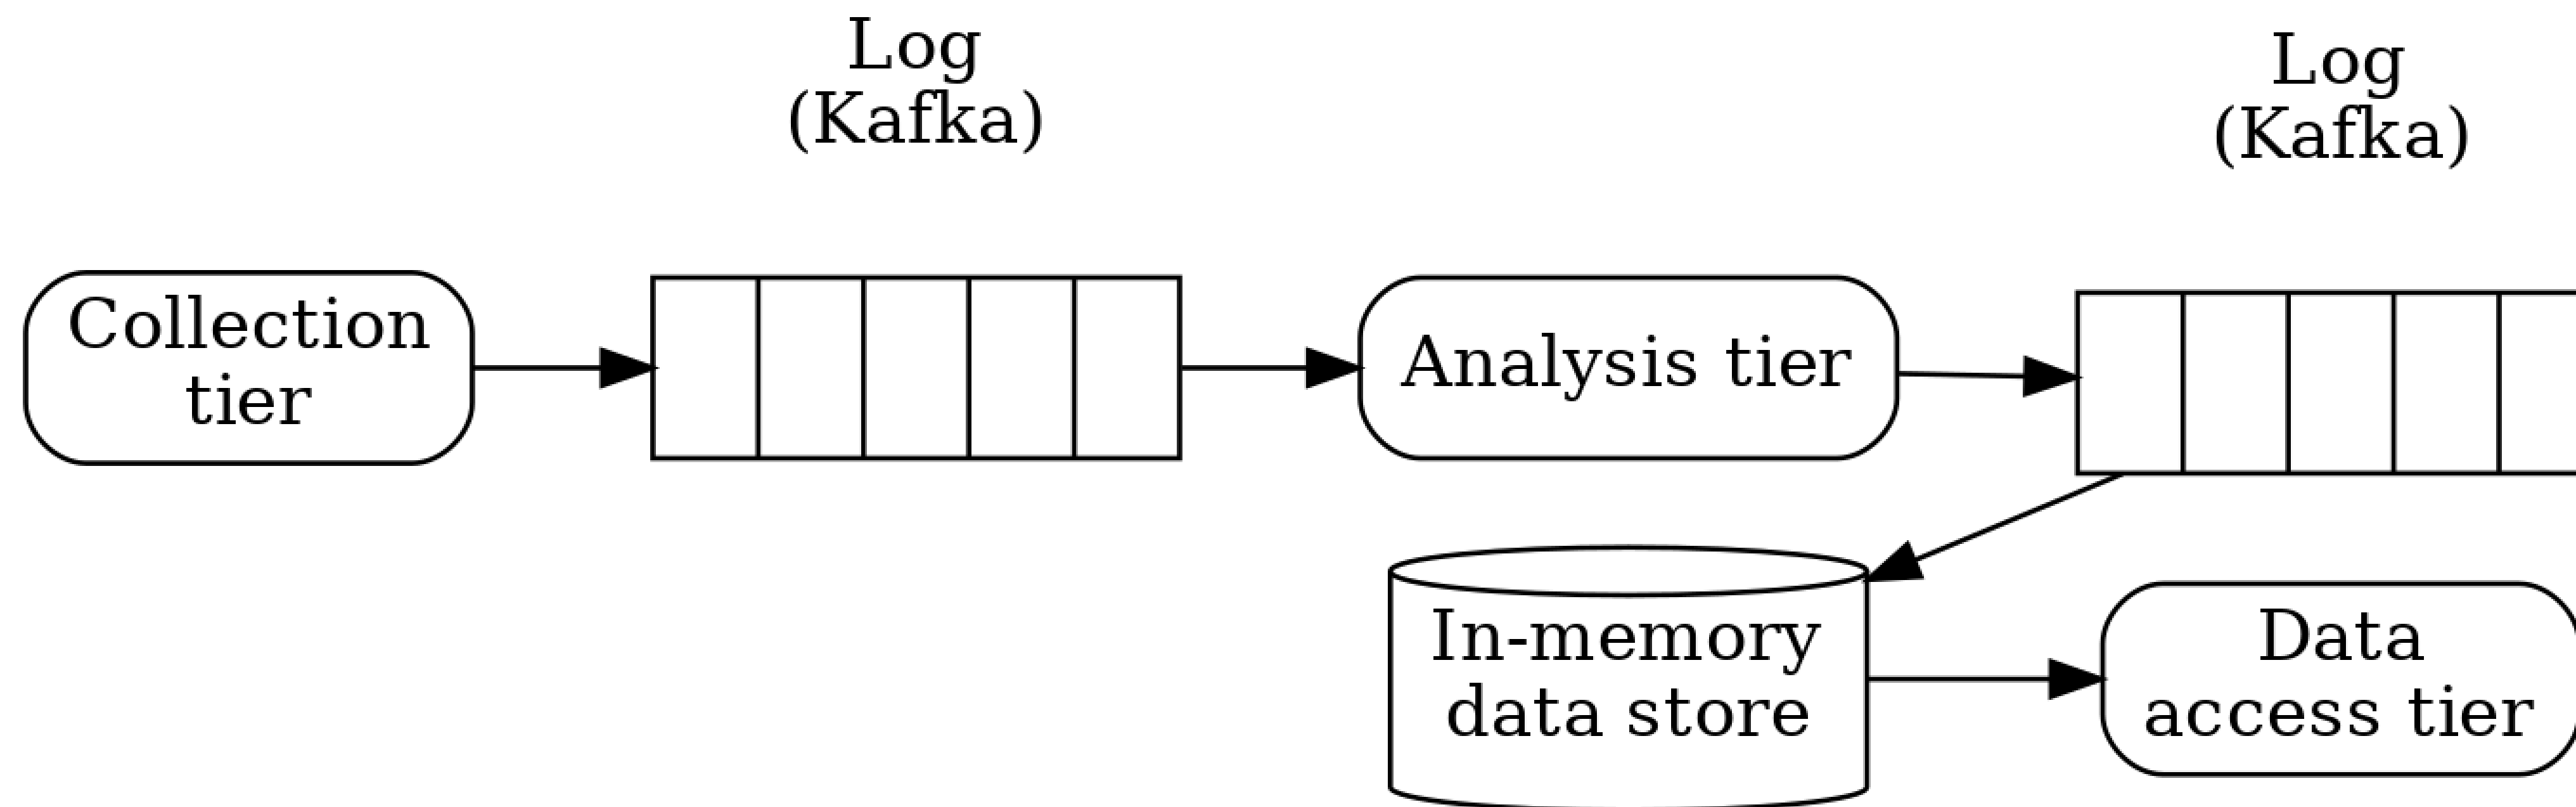 Log
(Kafka)
Log
(Kafka)
Collection
tier
Analysis tier
In-memory
data store
Data
access tier